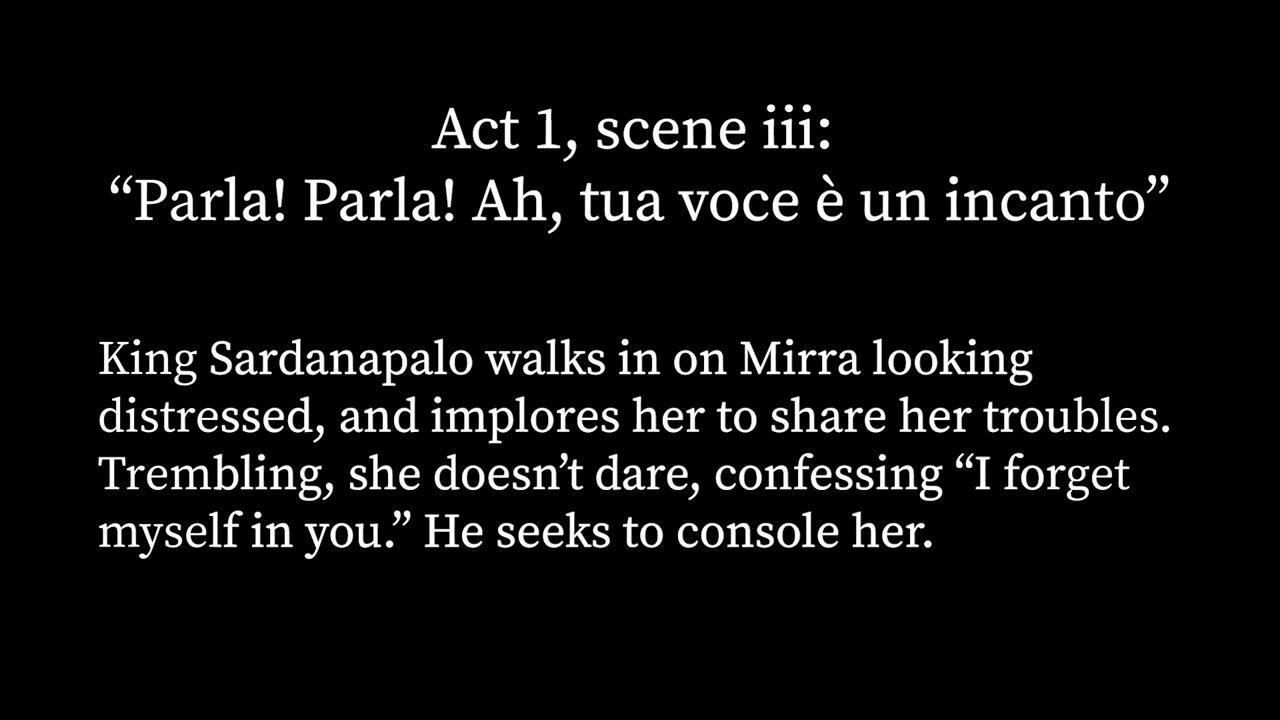 Act 1, scene iii:
“Parla! Parla! Ah, tua voce è un incanto”
King Sardanapalo walks in on Mirra looking
distressed, and implores her to share her troubles.
Trembling, she doesn’t dare, confessing “I forget
myself in you.” He seeks to console her.